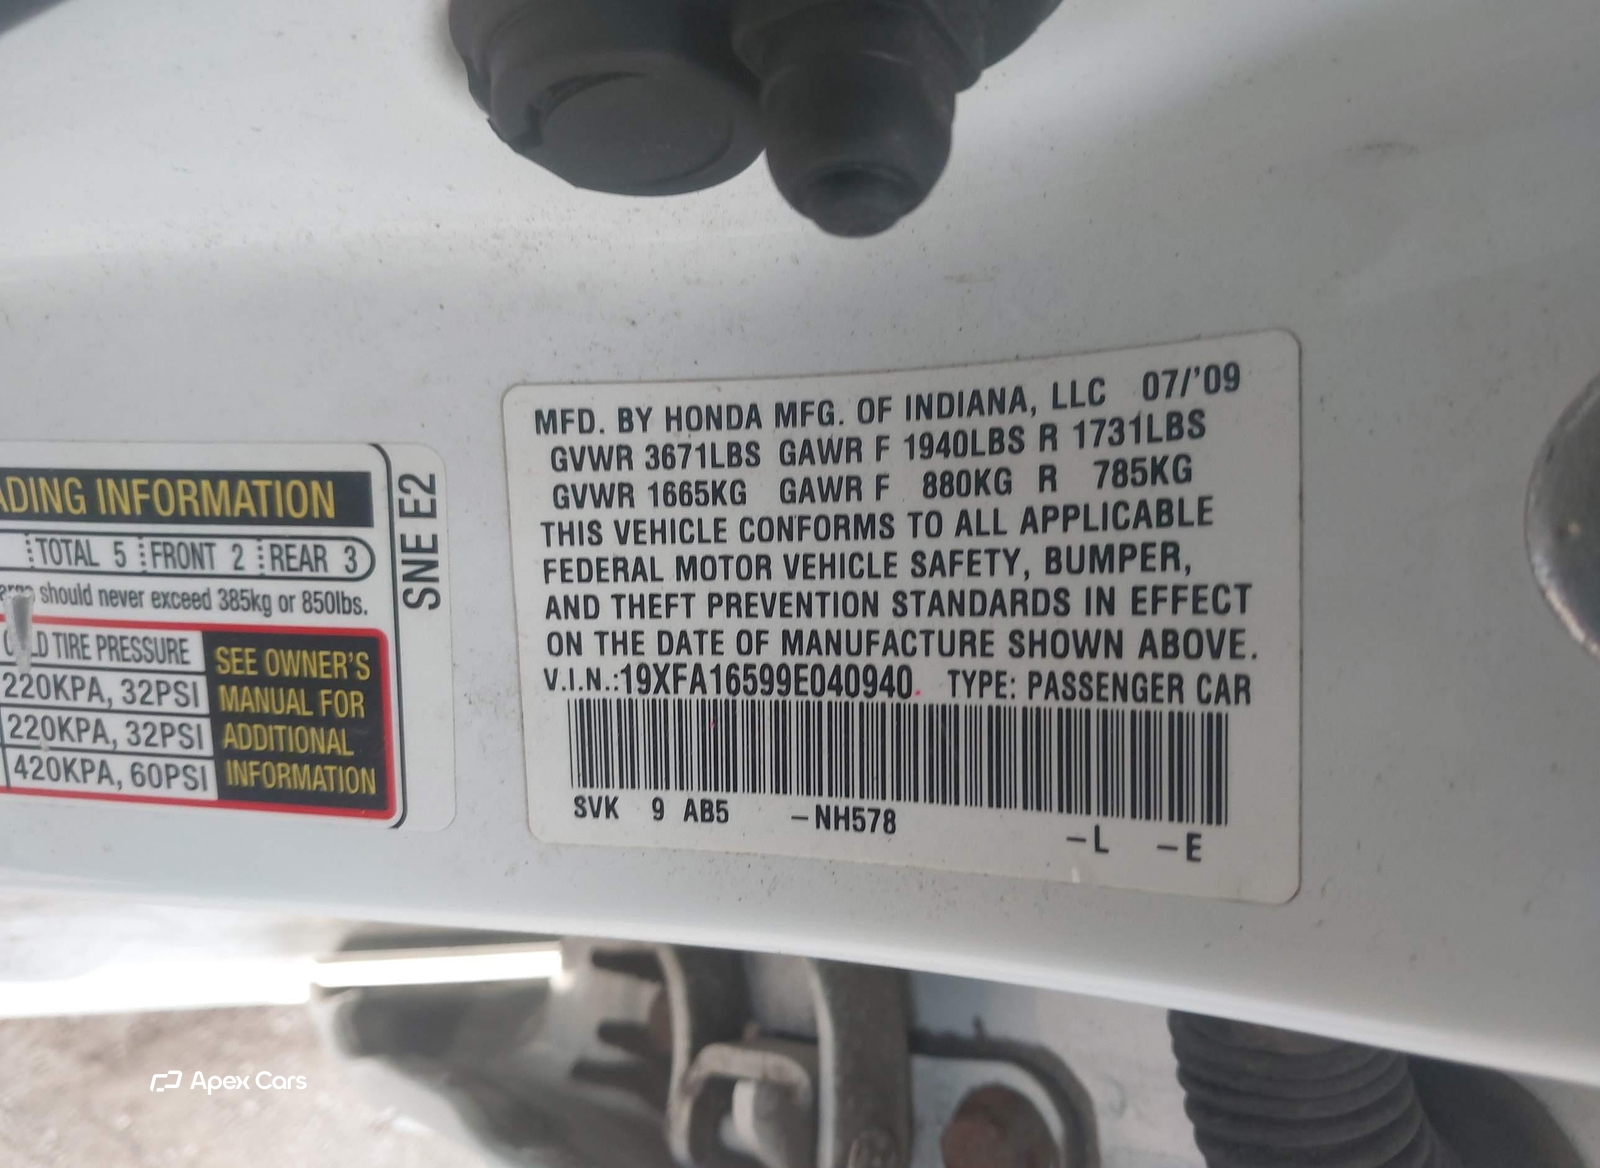 ADING INFORMATION
TOTAL 5 FRONT 2 REAR 3
should never exceed 385kg or 850lbs.
TIRE PRESSURE
220KPA, 32PSI
220KPA, 32PSI
420KPA, 60PSI
SEE OWNER'S
MANUAL FOR
ADDITIONAL
INFORMATION
SNE E2
MFD. BY HONDA MFG. OF INDIANA, LLC 07/'09
GVWR 3671LBS GAWR F 1940LBS R 1731LBS
GVWR 1665KG GAWR F 880KG R 785KG
THIS VEHICLE CONFORMS TO ALL APPLICABLE
FEDERAL MOTOR VEHICLE SAFETY, BUMPER,
AND THEFT PREVENTION STANDARDS IN EFFECT
ON THE DATE OF MANUFACTURE SHOWN ABOVE.
V.I.N.:19XFA16599E040940 TYPE: PASSENGER CAR
SVK 9 AB5 -NH578 -L -E
Apex Cars